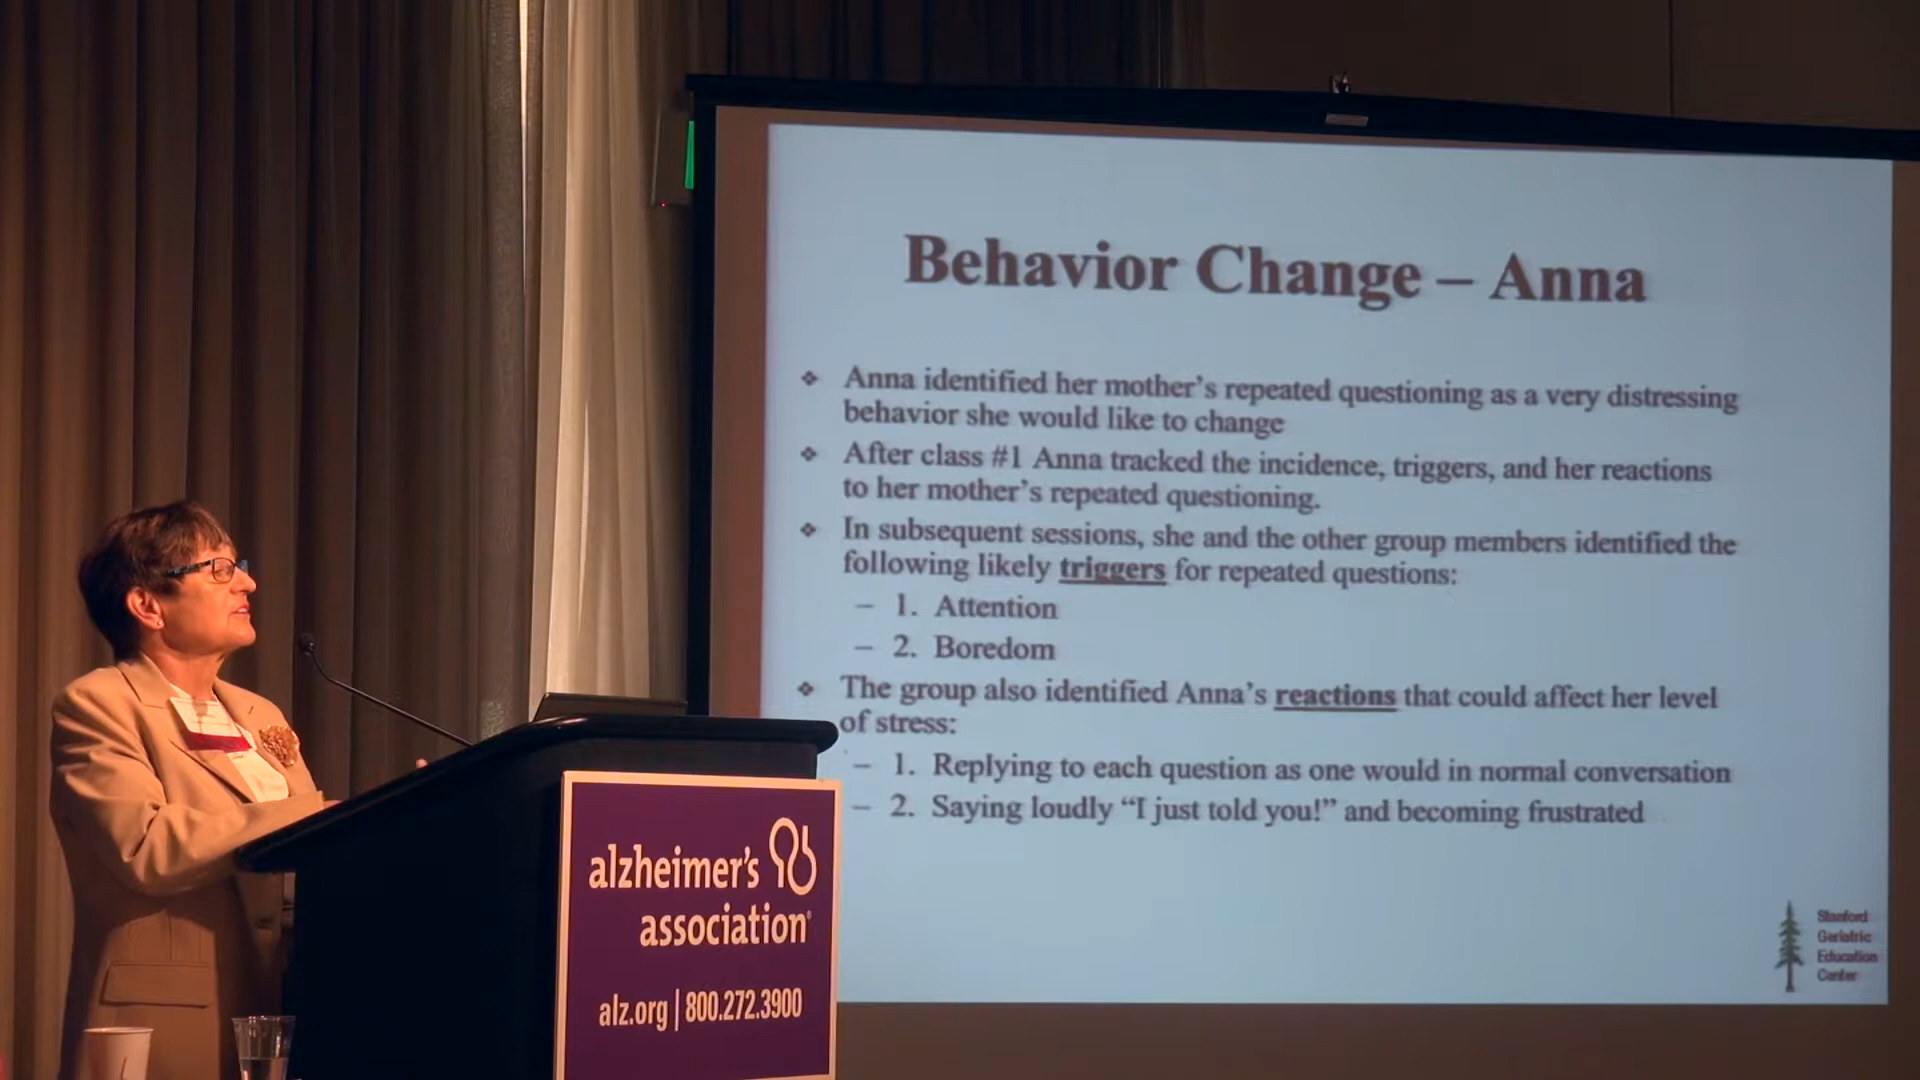 Behavior Change – Anna
❖ Anna identified her mother's repeated questioning as a very distressing
behavior she would like to change
❖ After class #1 Anna tracked the incidence, triggers, and her reactions
to her mother's repeated questioning.
❖ In subsequent sessions, she and the other group members identified the
following likely triggers for repeated questions:
– 1. Attention
– 2. Boredom
❖ The group also identified Anna's reactions that could affect her level
of stress:
– 1. Replying to each question as one would in normal conversation
– 2. Saying loudly “I just told you!” and becoming frustrated
Stanford
Geriatric
Education
Center
alzheimer's
association®
alz.org | 800.272.3900